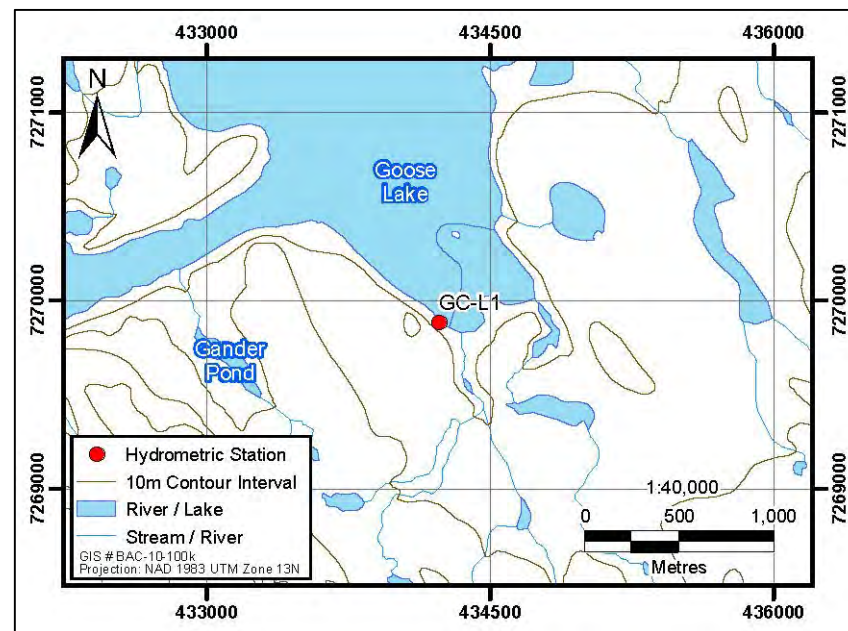 433000 434500 436000
N
7271000 7271000
Goose
Lake
7270000 7270000
GC-L1
Gander
Pond
Hydrometric Station
10m Contour Interval
River / Lake
Stream / River
GIS # BAC-10-100k
Projection: NAD 1983 UTM Zone 13N
7269000 7269000
1:40,000
0 500 1,000
Metres
433000 434500 436000